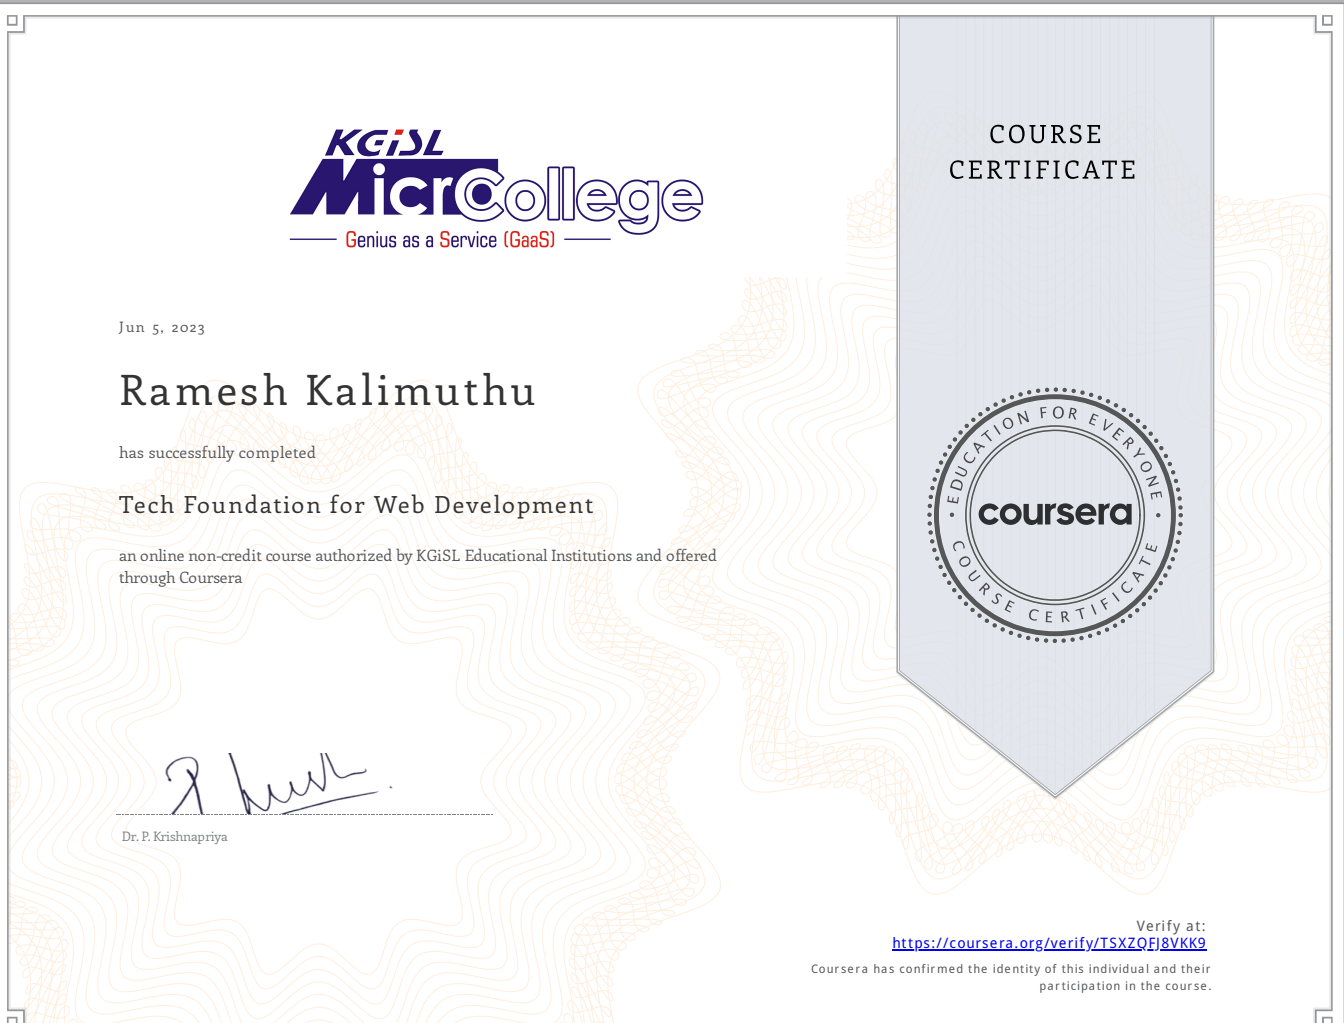 KGiSL
MicroCollege
Genius as a Service (GaaS)
COURSE
CERTIFICATE
Jun 5, 2023
Ramesh Kalimuthu
has successfully completed
Tech Foundation for Web Development
an online non-credit course authorized by KGiSL Educational Institutions and offered
through Coursera
EDUCATION FOR EVERYONE
coursera
COURSE CERTIFICATE
Dr. P. Krishnapriya
Verify at:
https://coursera.org/verify/TSXZQFJ8VKK9
Coursera has confirmed the identity of this individual and their
participation in the course.